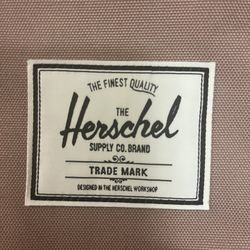 THE FINEST QUALITY
THE
Herschel
SUPPLY CO. BRAND
TRADE MARK
DESIGNED IN THE HERSCHEL WORKSHOP